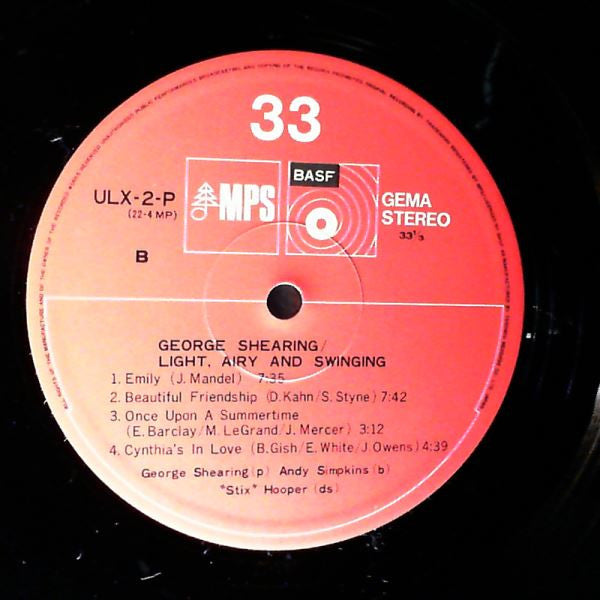 33
ULX-2-P
(22-4 MP)
MPS
BASF
GEMA
STEREO
33⅓
B
GEORGE SHEARING/
LIGHT, AIRY AND SWINGING
1. Emily (J. Mandel) 7:35
2. Beautiful Friendship (D.Kahn/S. Styne) 7:42
3. Once Upon A Summertime
(E. Barclay/M. LeGrand/J. Mercer) 3:12
4. Cynthia's In Love (B.Gish/E. White/J. Owens) 4:39
George Shearing(p) Andy Simpkins(b)
"Stix" Hooper (ds)